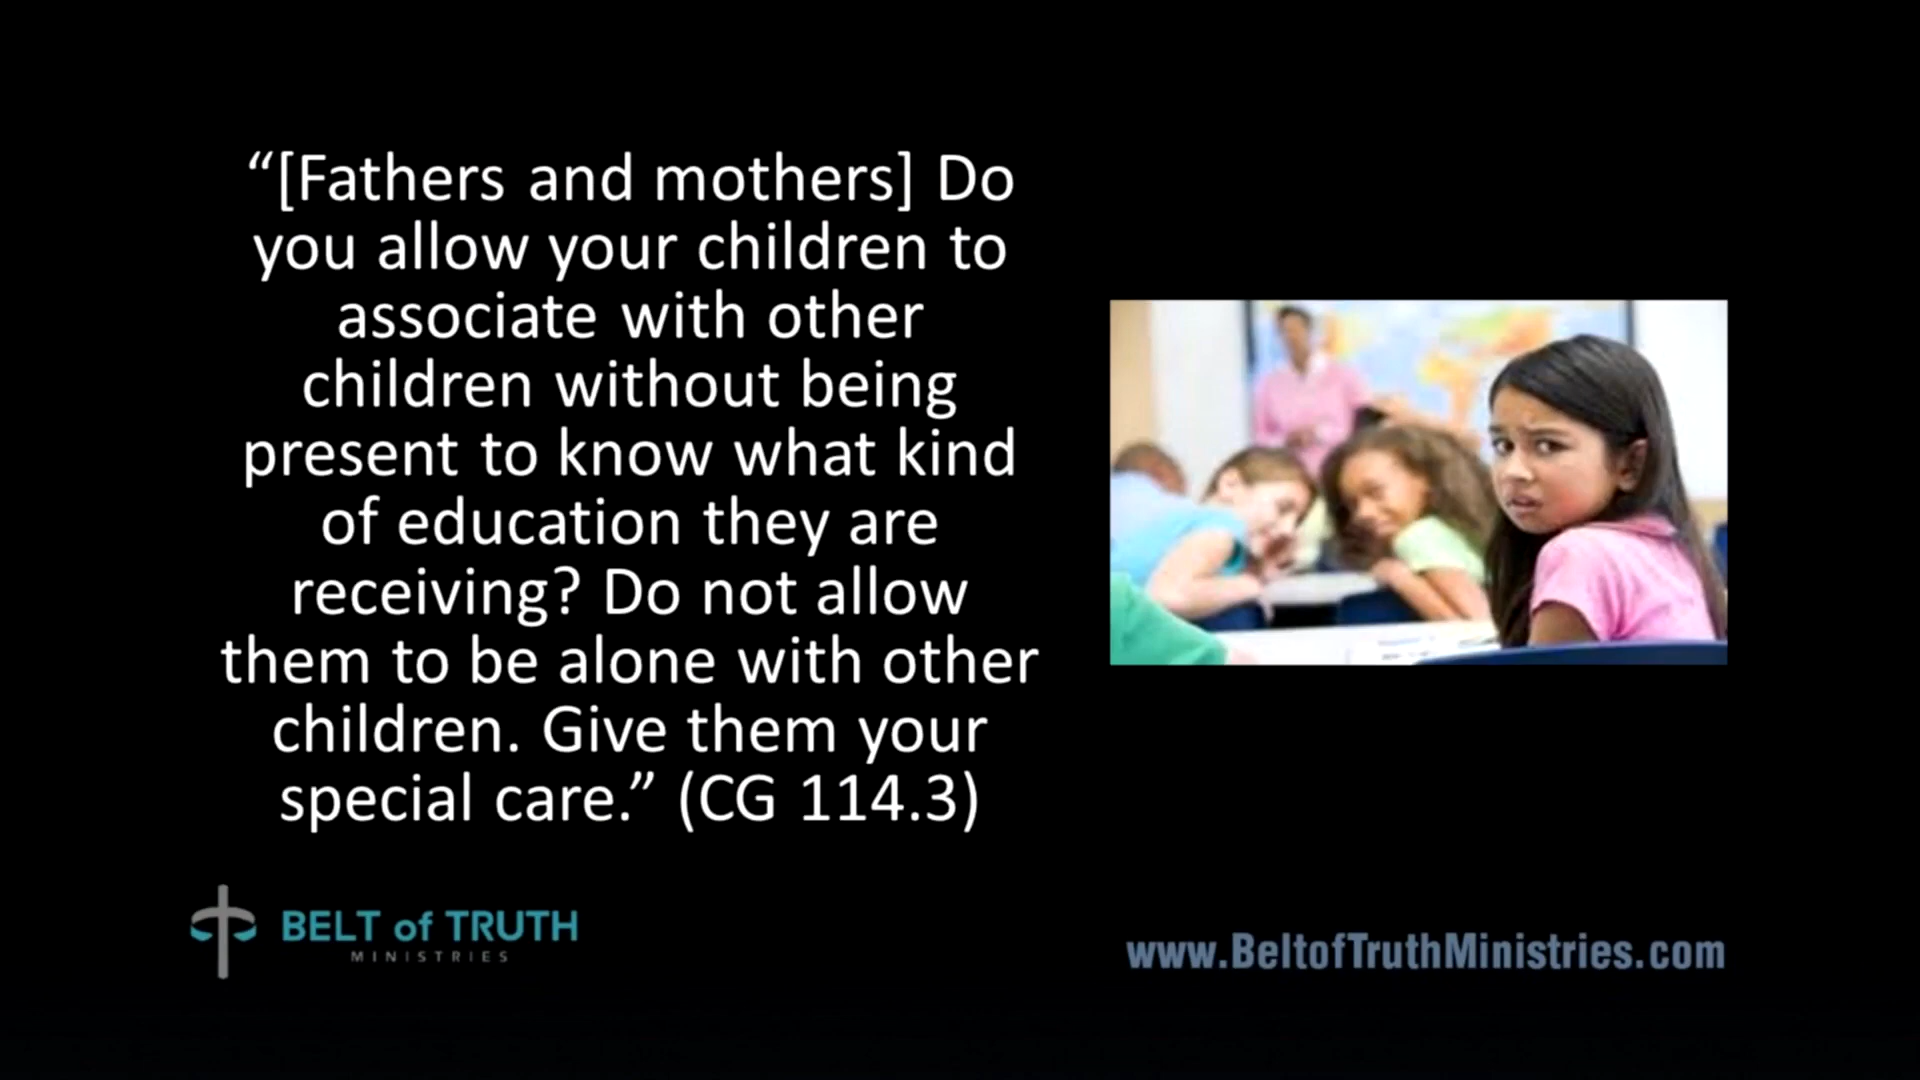 “[Fathers and mothers] Do
you allow your children to
associate with other
children without being
present to know what kind
of education they are
receiving? Do not allow
them to be alone with other
children. Give them your
special care.” (CG 114.3)
BELT of TRUTH
MINISTRIES
www.BeltofTruthMinistries.com